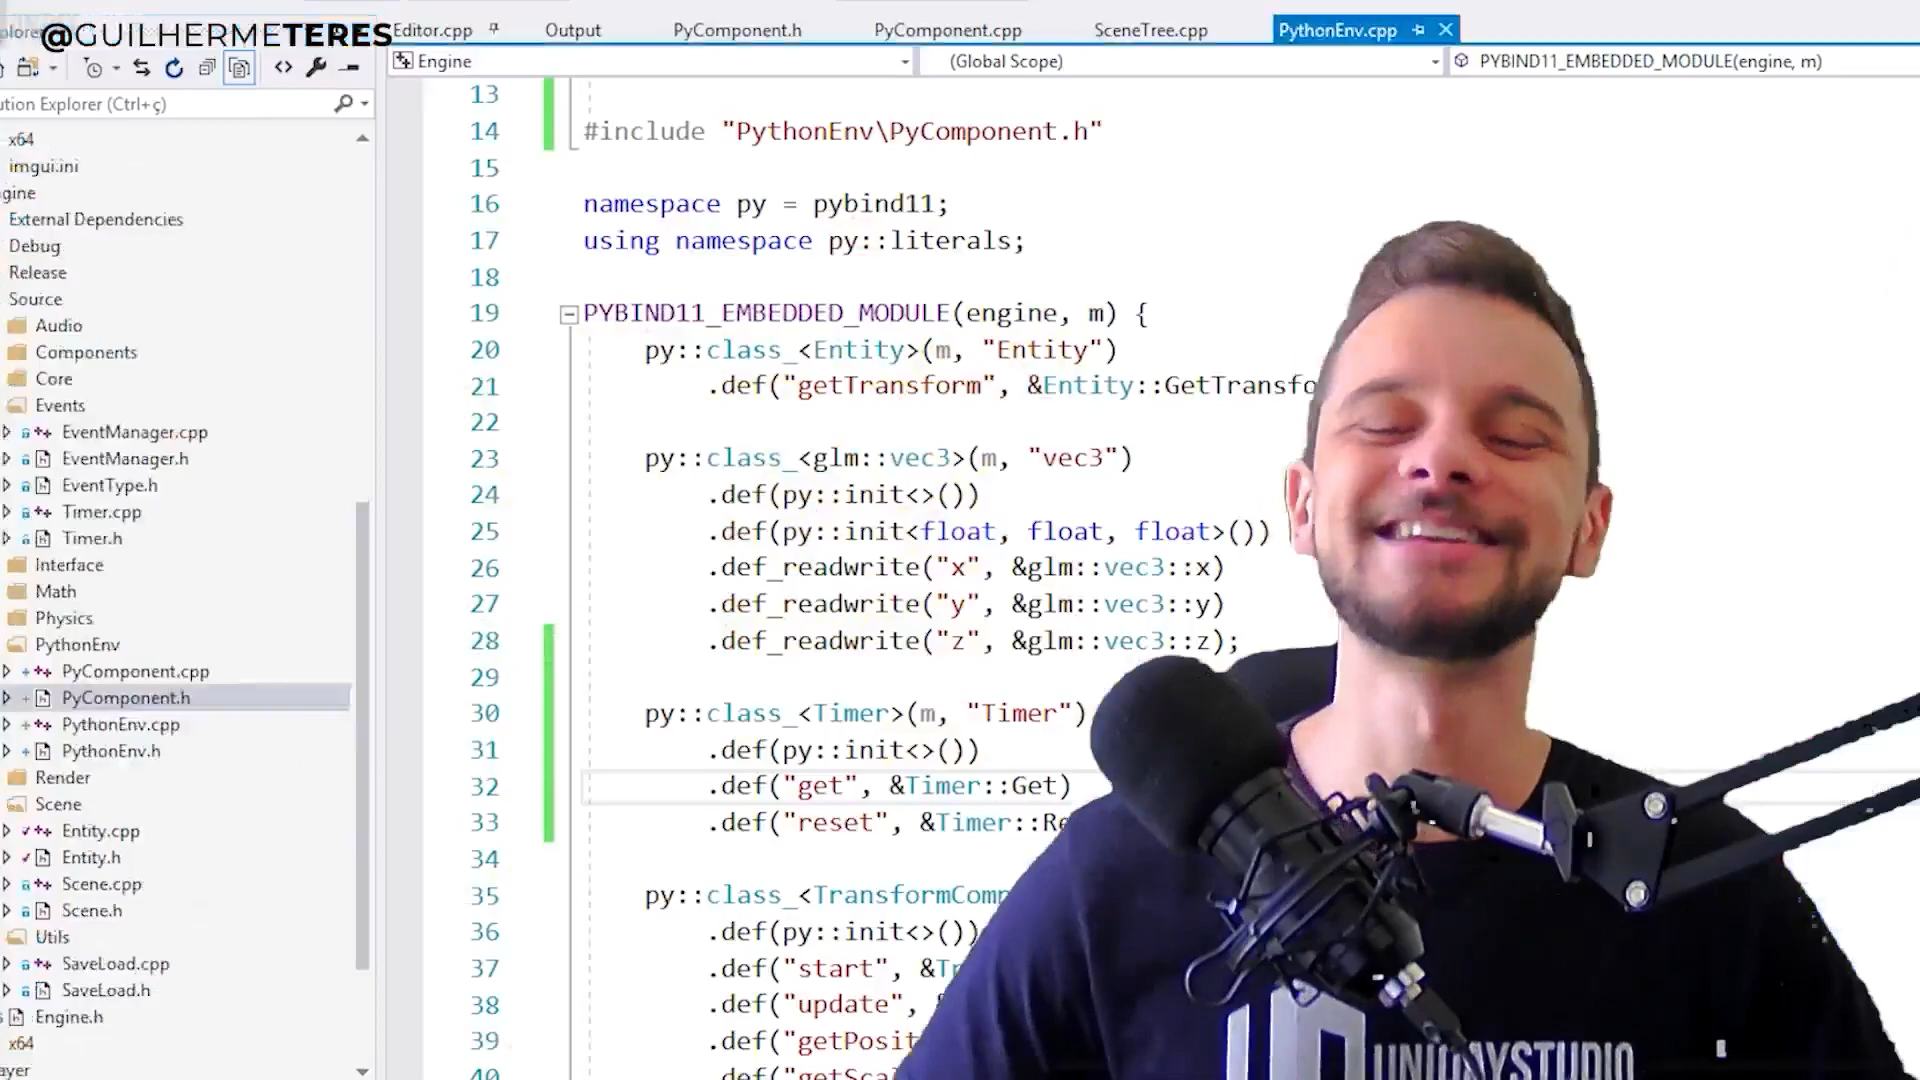 @GUILHERMETERES
Editor.cpp
Output
PyComponent.h
PyComponent.cpp
SceneTree.cpp
PythonEnv.cpp
Engine
(Global Scope)
PYBIND11_EMBEDDED_MODULE(engine, m)
ution Explorer (Ctrl+ç)
x64
imgui.ini
gine
External Dependencies
Debug
Release
Source
Audio
Components
Core
Events
EventManager.cpp
EventManager.h
EventType.h
Timer.cpp
Timer.h
Interface
Math
Physics
PythonEnv
PyComponent.cpp
PyComponent.h
PythonEnv.cpp
PythonEnv.h
Render
Scene
Entity.cpp
Entity.h
Scene.cpp
Scene.h
Utils
SaveLoad.cpp
SaveLoad.h
Engine.h
x64
ayer
13
14 #include "PythonEnv\PyComponent.h"
15
16 namespace py = pybind11;
17 using namespace py::literals;
18
19 PYBIND11_EMBEDDED_MODULE(engine, m) {
20 py::class_<Entity>(m, "Entity")
21 .def("getTransform", &Entity::GetTransfo
22
23 py::class_<glm::vec3>(m, "vec3")
24 .def(py::init<>())
25 .def(py::init<float, float, float>())
26 .def_readwrite("x", &glm::vec3::x)
27 .def_readwrite("y", &glm::vec3::y)
28 .def_readwrite("z", &glm::vec3::z);
29
30 py::class_<Timer>(m, "Timer")
31 .def(py::init<>())
32 .def("get", &Timer::Get)
33 .def("reset", &Timer::Re
34
35 py::class_<TransformComp
36 .def(py::init<>())
37 .def("start", &Tr
38 .def("update",
39 .def("getPosit
40 .def("getSca